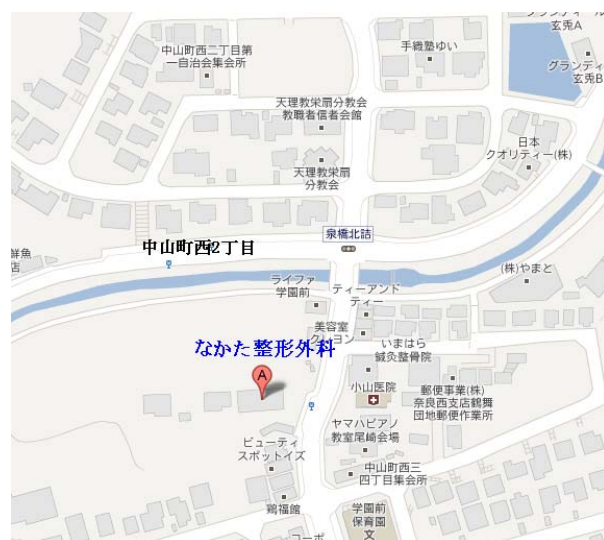 グランディール
玄兎A
グランディ
玄兎B
中山町西二丁目第
一自治会集会所
手織塾ゆい
天理教栄扇分教会
教職者信者会館
日本
クオリティー(株)
天理教栄扇
分教会
泉橋北詰
中山町西2丁目
鮮魚
店
(株)やまと
ライファ
学園前
ティーアンド
ティー
美容室
クレヨン
なかた整形外科
いまはら
鍼灸整骨院
A
小山医院
郵便事業(株)
奈良西支店鶴舞
団地郵便作業所
ヤマハピアノ
教室尾崎会場
ビューティ
スポットイズ
中山町西三
四丁目集会所
鶏福館
学園前
保育園
文
コーポ